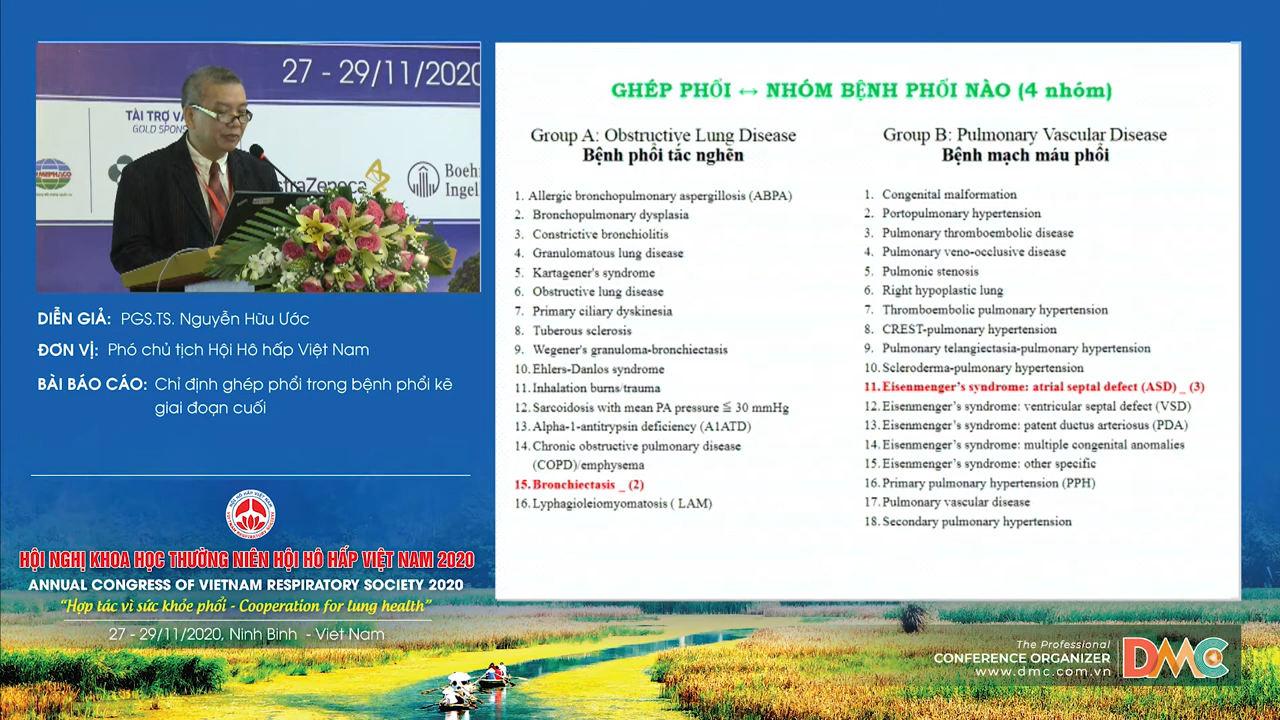 27 - 29/11/2020
TÀI TRỢ VÀ
GOLD SPONS
MEPHACO
straZeneca
Boehr
Ingel
DIỄN GIẢ: PGS.TS. Nguyễn Hữu Ước
ĐƠN VỊ: Phó chủ tịch Hội Hô hấp Việt Nam
BÀI BÁO CÁO: Chỉ định ghép phổi trong bệnh phổi kẽ
giai đoạn cuối
HỘI NGHỊ KHOA HỌC THƯỜNG NIÊN HỘI HÔ HẤP VIỆT NAM 2020
ANNUAL CONGRESS OF VIETNAM RESPIRATORY SOCIETY 2020
“Hợp tác vì sức khỏe phổi - Cooperation for lung health”
27 - 29/11/2020, Ninh Binh - Viet Nam
GHÉP PHỔI ↔ NHÓM BỆNH PHỔI NÀO (4 nhóm)
Group A: Obstructive Lung Disease
Bệnh phổi tắc nghẽn
1. Allergic bronchopulmonary aspergillosis (ABPA)
2. Bronchopulmonary dysplasia
3. Constrictive bronchiolitis
4. Granulomatous lung disease
5. Kartagener's syndrome
6. Obstructive lung disease
7. Primary ciliary dyskinesia
8. Tuberous sclerosis
9. Wegener's granuloma-bronchiectasis
10. Ehlers-Danlos syndrome
11. Inhalation burns/trauma
12. Sarcoidosis with mean PA pressure ≦ 30 mmHg
13. Alpha-1-antitrypsin deficiency (A1ATD)
14. Chronic obstructive pulmonary disease
(COPD)/emphysema
15. Bronchiectasis _ (2)
16. Lyphagioleiomyomatosis ( LAM)
Group B: Pulmonary Vascular Disease
Bệnh mạch máu phổi
1. Congenital malformation
2. Portopulmonary hypertension
3. Pulmonary thromboembolic disease
4. Pulmonary veno-occlusive disease
5. Pulmonic stenosis
6. Right hypoplastic lung
7. Thromboembolic pulmonary hypertension
8. CREST-pulmonary hypertension
9. Pulmonary telangiectasia-pulmonary hypertension
10. Scleroderma-pulmonary hypertension
11. Eisenmenger’s syndrome: atrial septal defect (ASD) _ (3)
12. Eisenmenger’s syndrome: ventricular septal defect (VSD)
13. Eisenmenger’s syndrome: patent ductus arteriosus (PDA)
14. Eisenmenger’s syndrome: multiple congenital anomalies
15. Eisenmenger’s syndrome: other specific
16. Primary pulmonary hypertension (PPH)
17. Pulmonary vascular disease
18. Secondary pulmonary hypertension
The Professional
CONFERENCE ORGANIZER
www.dmc.com.vn
DMC